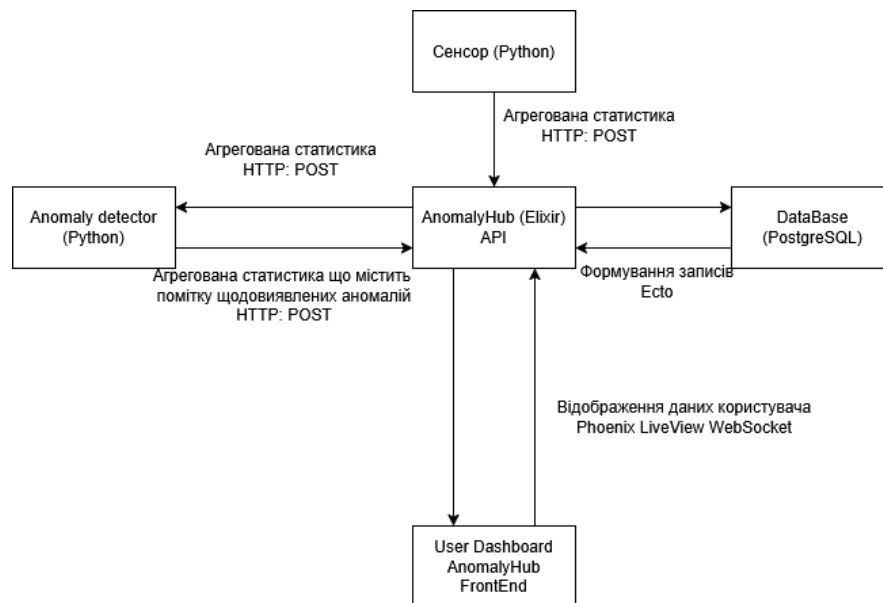 Сенсор (Python)
Агрегована статистика
HTTP: POST
Агрегована статистика
HTTP: POST
Anomaly detector
(Python)
AnomalyHub (Elixir)
API
DataBase
(PostgreSQL)
Агрегована статистика що містить
помітку щодовиявлених аномалій
HTTP: POST
Формування записів
Ecto
Відображення даних користувача
Phoenix LiveView WebSocket
User Dashboard
AnomalyHub
FrontEnd